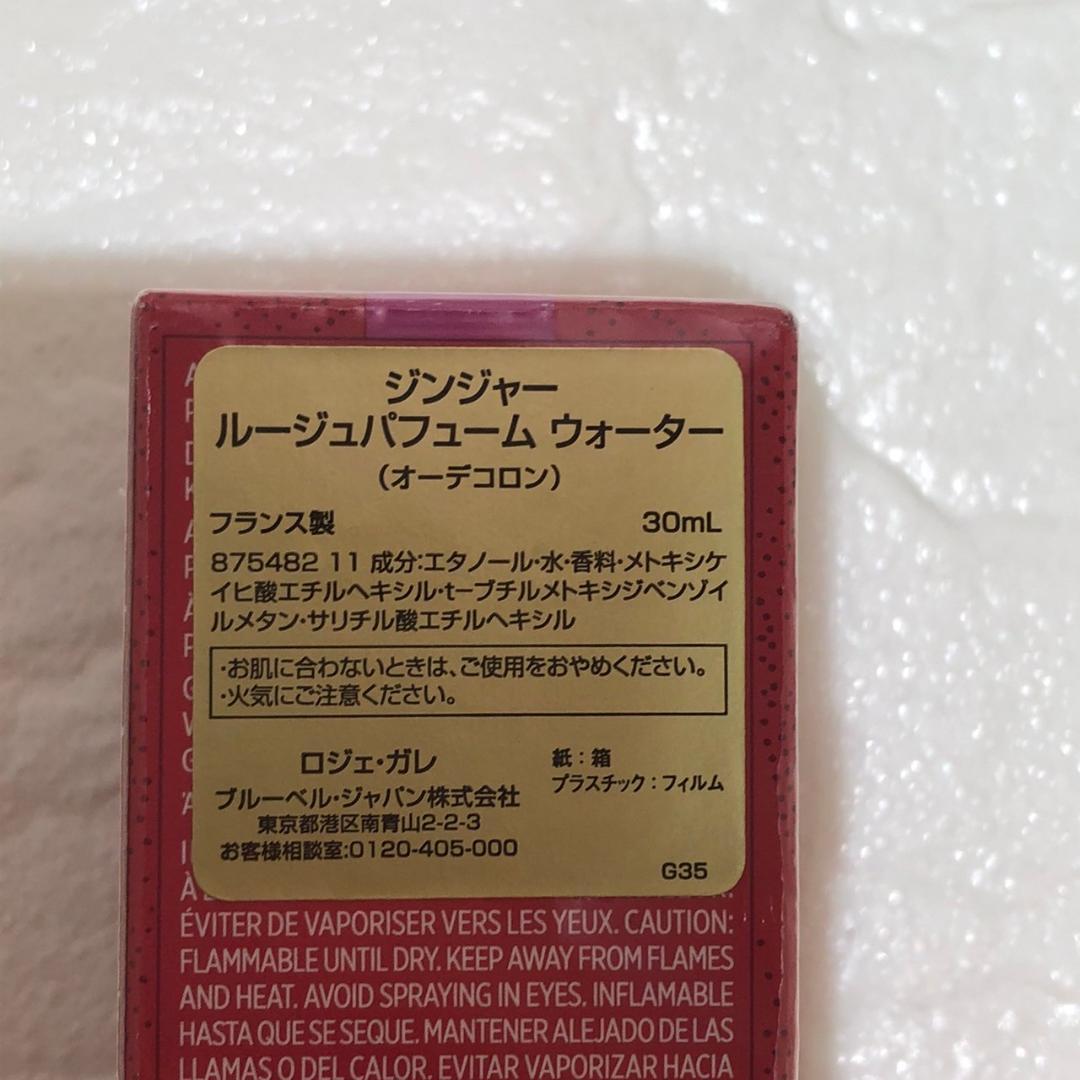 ジンジャー
ルージュパフューム ウォーター
（オーデコロン）
フランス製 30mL
875482 11 成分:エタノール・水・香料・メトキシケ
イヒ酸エチルヘキシル・t-ブチルメトキシジベンゾイ
ルメタン・サリチル酸エチルヘキシル
・お肌に合わないときは、ご使用をおやめください。
・火気にご注意ください。
ロジェ・ガレ
ブルーベル・ジャパン株式会社
東京都港区南青山2-2-3
お客様相談室:0120-405-000
紙：箱
プラスチック：フィルム
G35
ÉVITER DE VAPORISER VERS LES YEUX. CAUTION:
FLAMMABLE UNTIL DRY. KEEP AWAY FROM FLAMES
AND HEAT. AVOID SPRAYING IN EYES. INFLAMABLE
HASTA QUE SE SEQUE. MANTENER ALEJADO DE LAS
LLAMAS O DEL CALOR. EVITAR VAPORIZAR HACIA